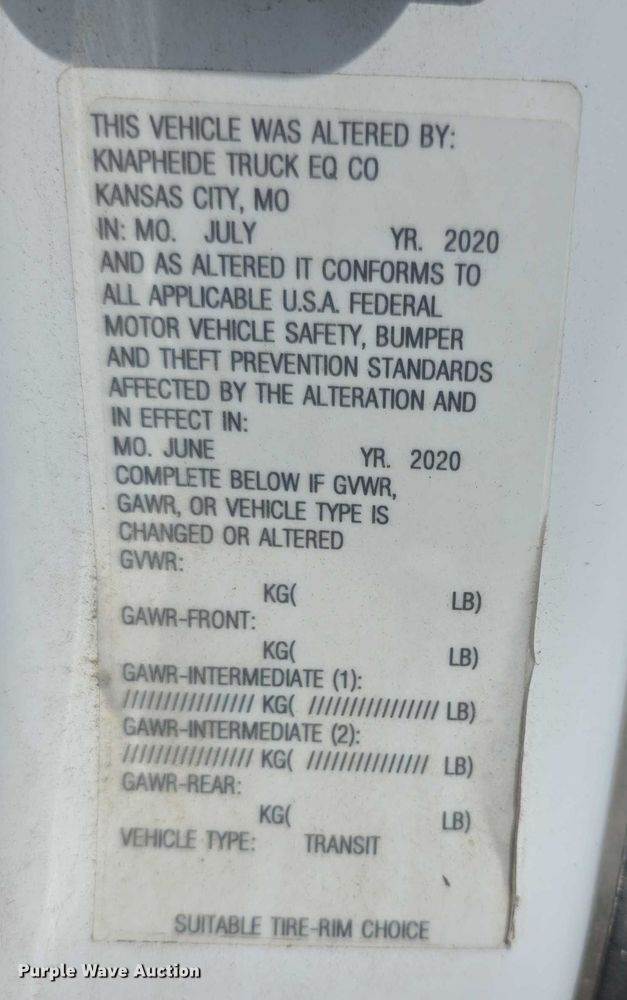 THIS VEHICLE WAS ALTERED BY:
KNAPHEIDE TRUCK EQ CO
KANSAS CITY, MO
IN: MO. JULY YR. 2020
AND AS ALTERED IT CONFORMS TO
ALL APPLICABLE U.S.A. FEDERAL
MOTOR VEHICLE SAFETY, BUMPER
AND THEFT PREVENTION STANDARDS
AFFECTED BY THE ALTERATION AND
IN EFFECT IN:
MO. JUNE YR. 2020
COMPLETE BELOW IF GVWR,
GAWR, OR VEHICLE TYPE IS
CHANGED OR ALTERED
GVWR:
KG( LB)
GAWR-FRONT:
KG( LB)
GAWR-INTERMEDIATE (1):
//////////////// KG( //////////////// LB)
GAWR-INTERMEDIATE (2):
//////////////// KG( /////////////// LB)
GAWR-REAR:
KG( LB)
VEHICLE TYPE: TRANSIT
SUITABLE TIRE-RIM CHOICE
Purple Wave Auction